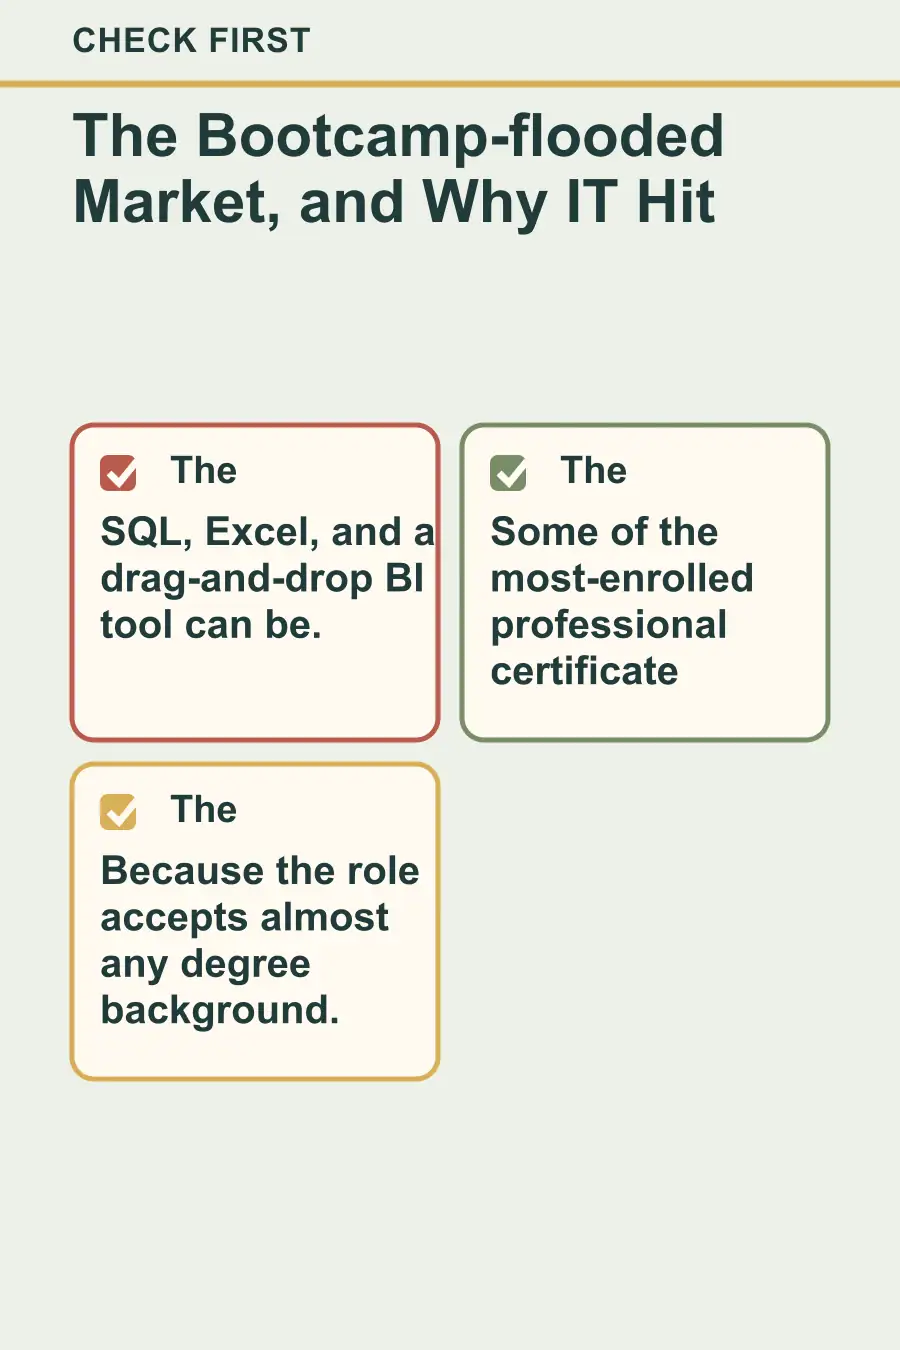 CHECK FIRST
The Bootcamp-flooded
Market, and Why IT Hit
The
SQL, Excel, and a
drag-and-drop BI
tool can be.
The
Some of the
most-enrolled
professional
certificate
The
Because the role
accepts almost
any degree
background.